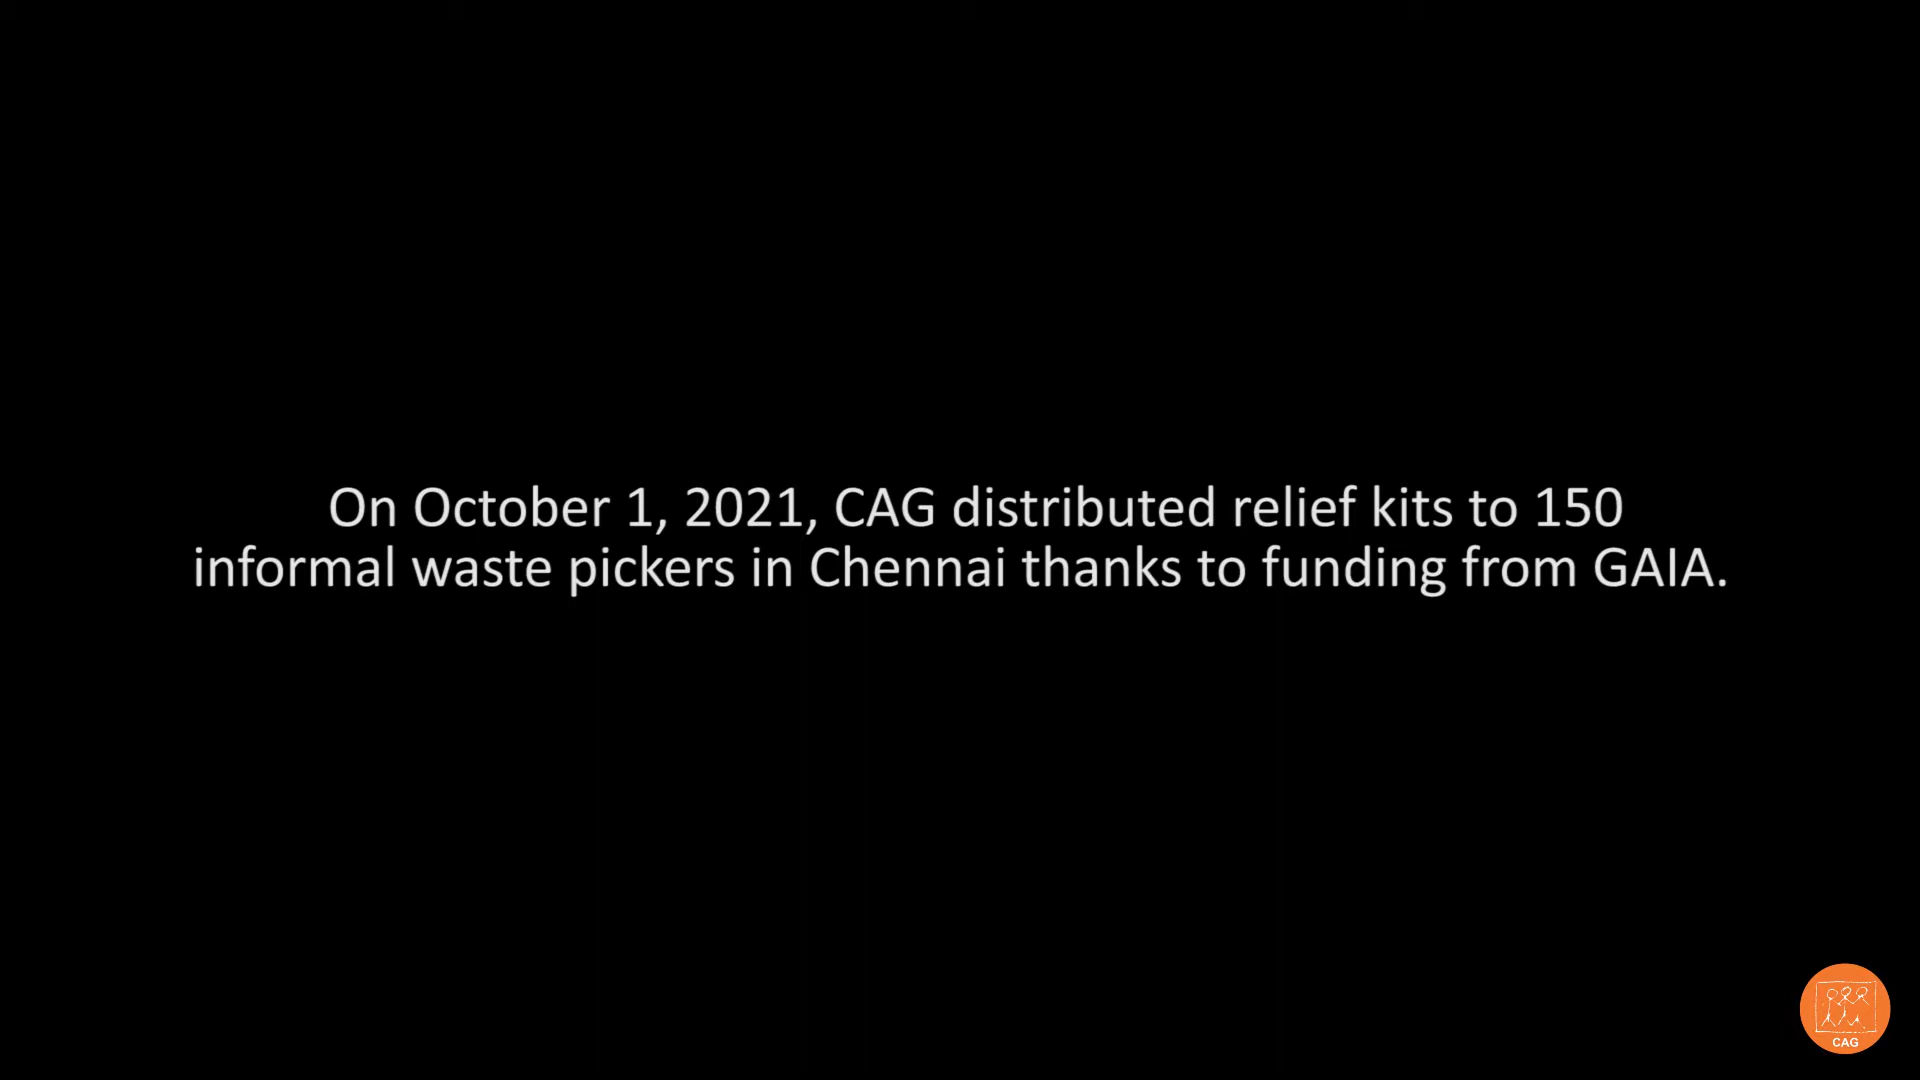 On October 1, 2021, CAG distributed relief kits to 150
informal waste pickers in Chennai thanks to funding from GAIA.
CAG